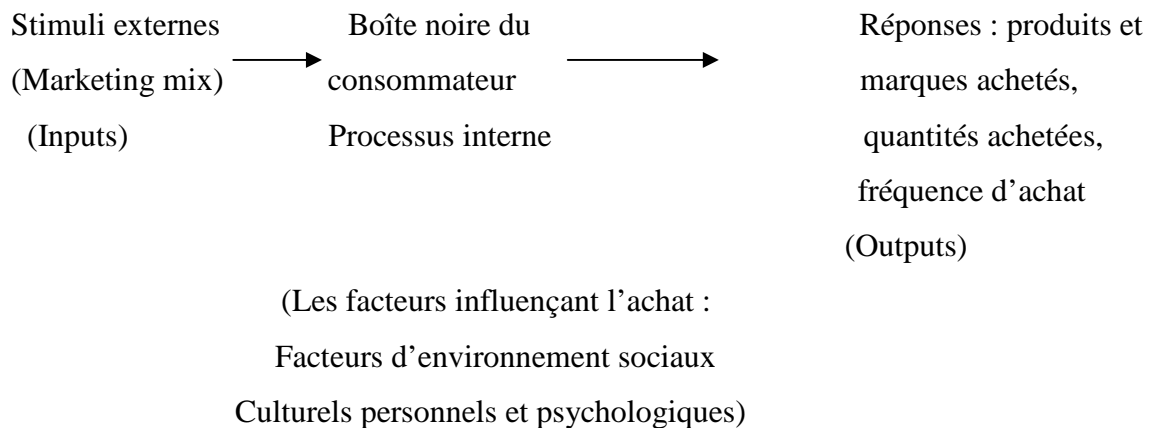 Stimuli externes Boîte noire du Réponses : produits et
(Marketing mix) consommateur marques achetés,
(Inputs) Processus interne quantités achetées,
fréquence d’achat
(Outputs)
(Les facteurs influençant l’achat :
Facteurs d’environnement sociaux
Culturels personnels et psychologiques)